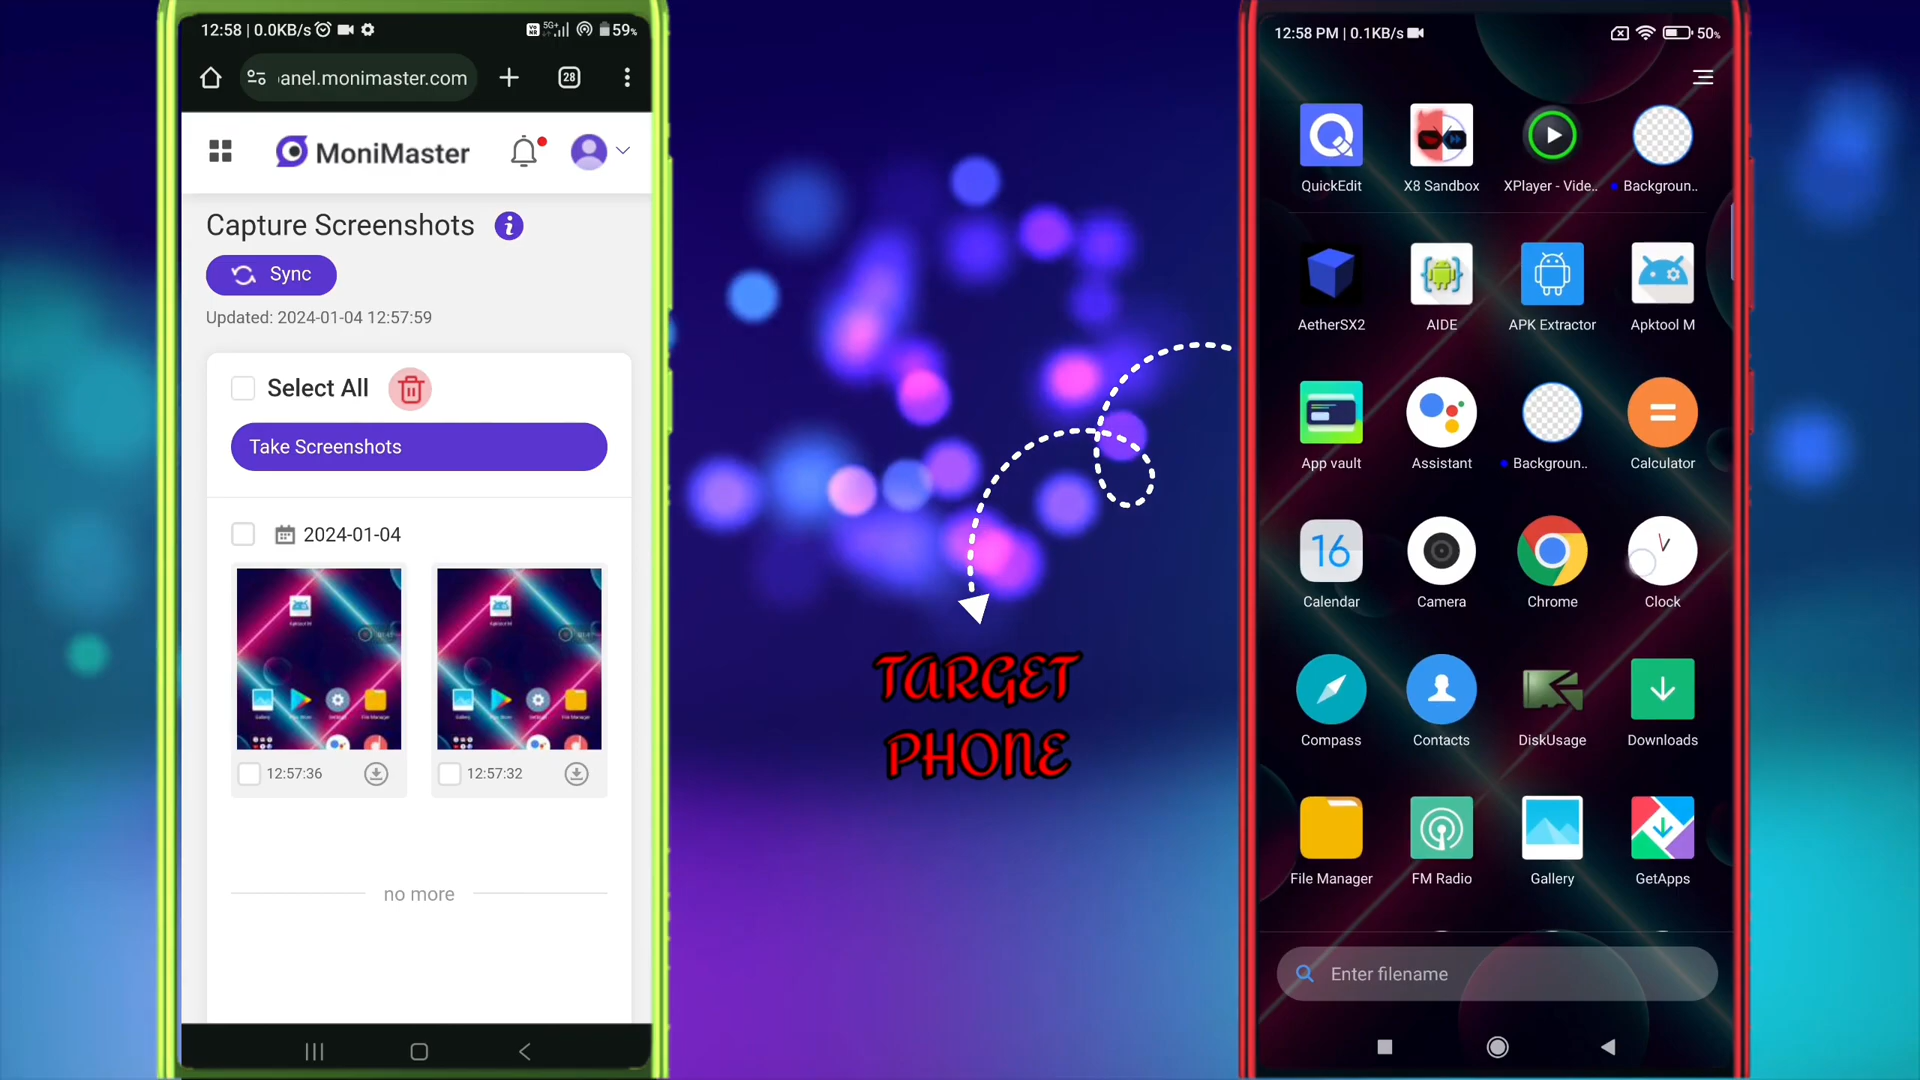 12:58 | 0.0KB/s
5G+
59%
anel.monimaster.com
28
MoniMaster
Capture Screenshots
Sync
Updated: 2024-01-04 12:57:59
Select All
Take Screenshots
2024-01-04
12:57:36
12:57:32
no more
TARGET
PHONE
12:58 PM | 0.1KB/s
50%
QuickEdit
X8 Sandbox
XPlayer - Vide..
Backgroun..
AetherSX2
AIDE
APK Extractor
Apktool M
App vault
Assistant
Backgroun..
Calculator
16
Calendar
Camera
Chrome
Clock
Compass
Contacts
DiskUsage
Downloads
File Manager
FM Radio
Gallery
GetApps
Enter filename